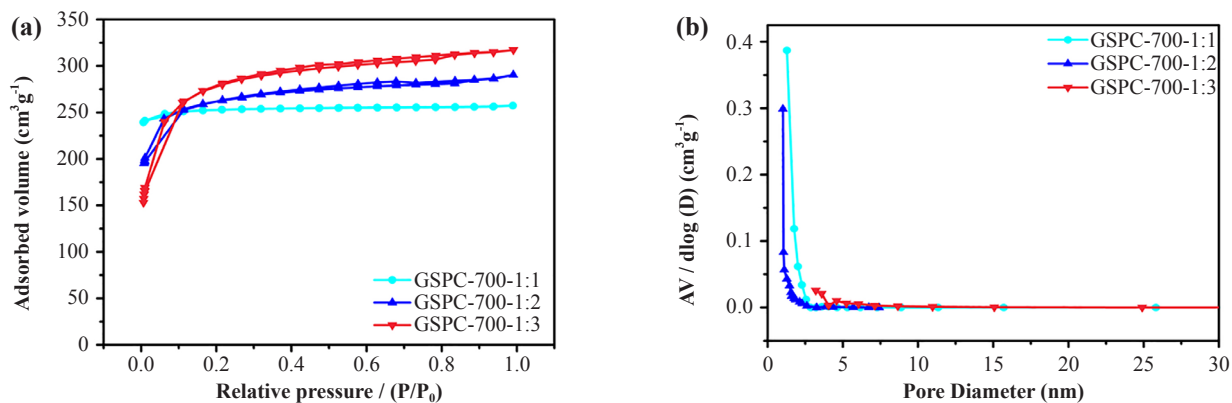 (a)
350
300
250
200
150
100
50
0
Adsorbed volume (cm³g⁻¹)
GSPC-700-1:1
GSPC-700-1:2
GSPC-700-1:3
0.0 0.2 0.4 0.6 0.8 1.0
Relative pressure / (P/P₀)
(b)
0.4
0.3
0.2
0.1
0.0
AV / dlog (D) (cm³g⁻¹)
GSPC-700-1:1
GSPC-700-1:2
GSPC-700-1:3
0 5 10 15 20 25 30
Pore Diameter (nm)